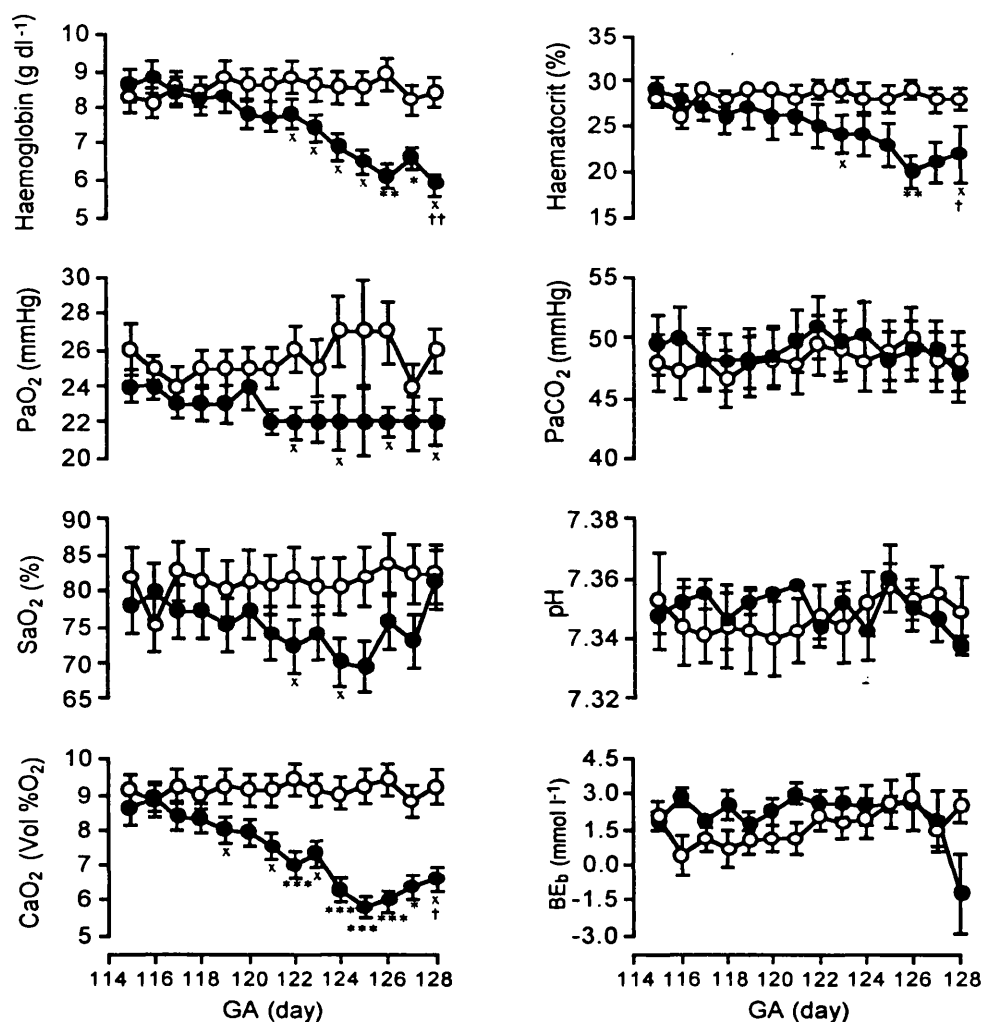 Haemoglobin (g dl⁻¹)
10
9
8
7
6
5
x
x
x
x
**
*
x
††
Haematocrit (%)
35
30
25
20
15
x
**
x
†
PaO₂ (mmHg)
30
28
26
24
22
20
x
x
x
x
PaCO₂ (mmHg)
55
50
45
40
SaO₂ (%)
90
85
80
75
70
65
x
x
pH
7.38
7.36
7.34
7.32
CaO₂ (Vol %O₂)
10
9
8
7
6
5
x
x
***
x
***
***
***
*
x
†
114 116 118 120 122 124 126 128
GA (day)
BE_b (mmol l⁻¹)
4.5
3.0
1.5
0.0
-1.5
-3.0
114 116 118 120 122 124 126 128
GA (day)